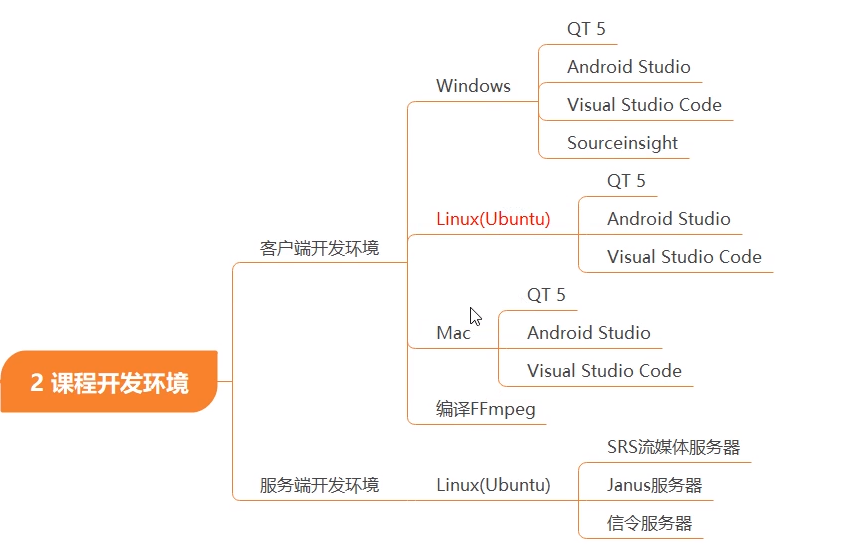 2 课程开发环境
客户端开发环境
Windows
QT 5
Android Studio
Visual Studio Code
Sourceinsight
Linux(Ubuntu)
QT 5
Android Studio
Visual Studio Code
Mac
QT 5
Android Studio
Visual Studio Code
编译FFmpeg
服务端开发环境
Linux(Ubuntu)
SRS流媒体服务器
Janus服务器
信令服务器